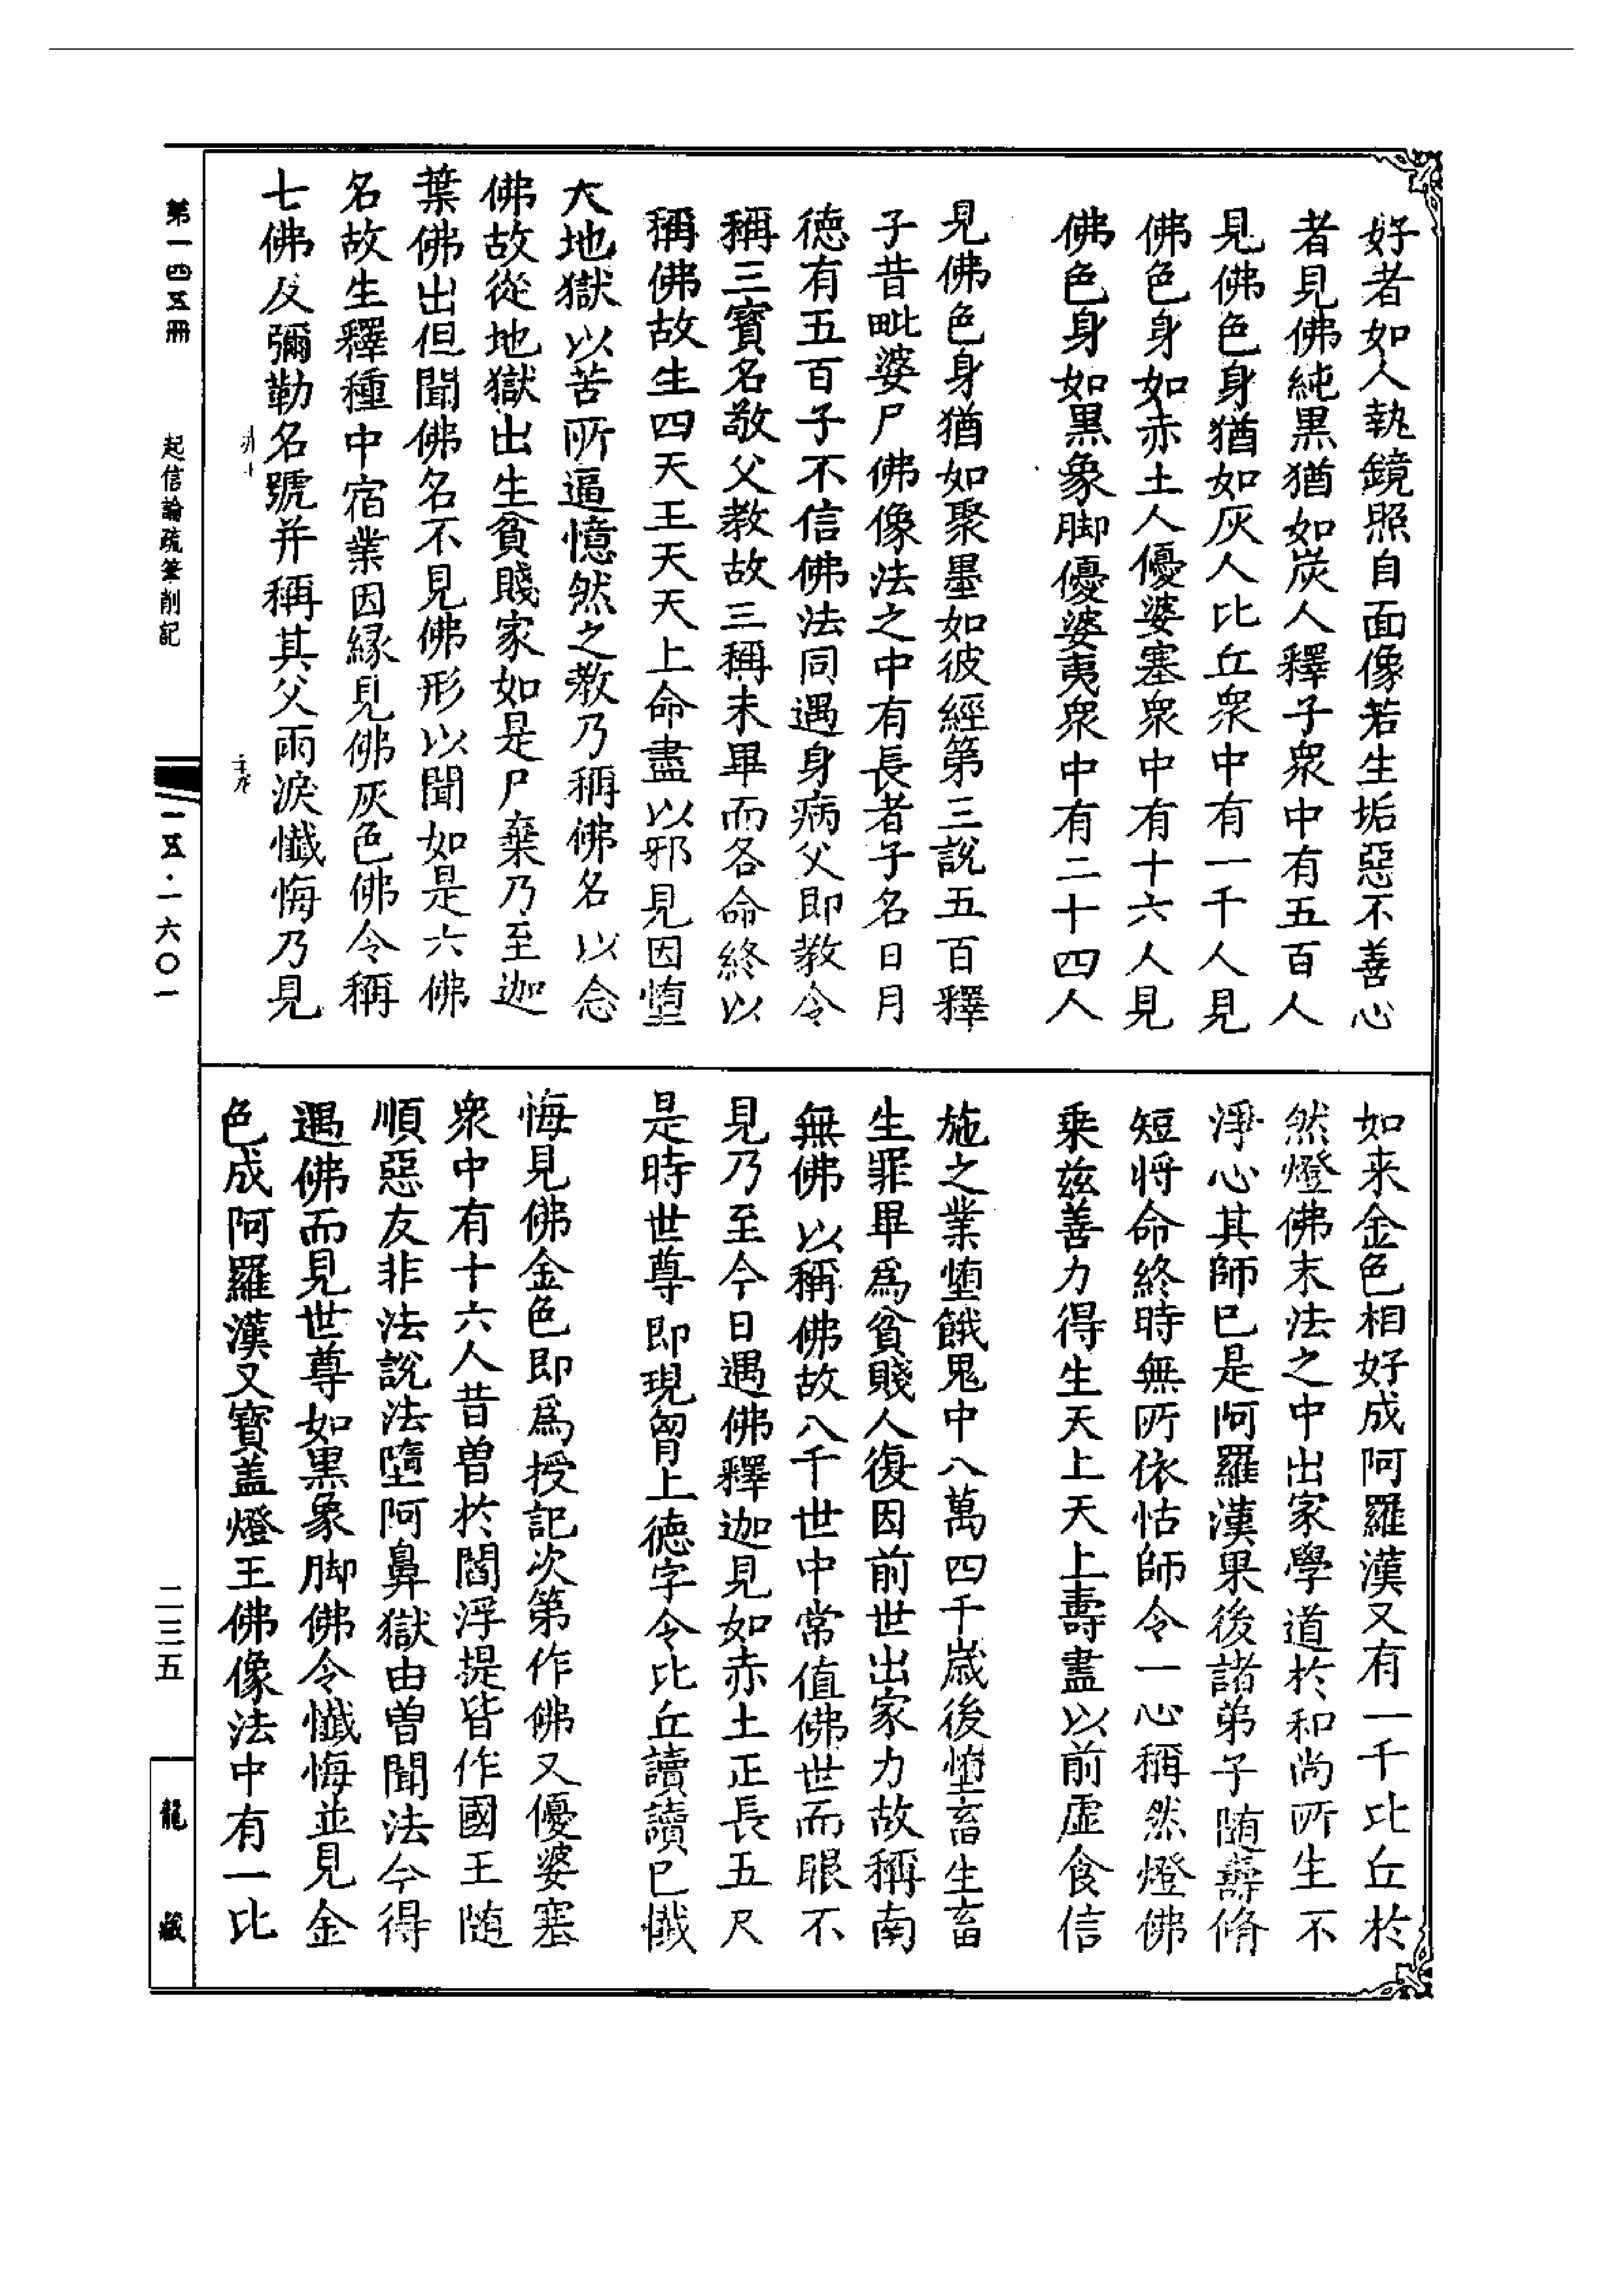 好者如人執鏡照自面像若生垢惡不善心
者見佛純黒猶如炭人釋子衆中有五百人
見佛色身猶如灰人比丘衆中有一千人見
佛色身如赤土人優婆塞衆中有十六人見
佛色身如黒象脚優婆夷衆中有二十四人
見佛色身猶如聚墨如彼經第三說五百釋
子昔毗婆尸佛像法之中有長者子名日月
德有五百子不信佛法同遇身病父即教令
稱三寳名敬父教故三稱未畢而各命終以
稱佛故生四天王天天上命盡以邪見因堕
大地獄以苦所逼憶然之教乃稱佛名以念
佛故從地獄出生貧賤家如是尸棄乃至迦
葉佛出但聞佛名不見佛形以聞如是六佛
名故生釋種中宿業因緣見佛灰色佛令稱
七佛及彌勒名號并稱其父雨淚懺悔乃見
如来金色相好成阿羅漢又有一千比丘於
然燈佛末法之中出家學道於和尚所生不
淨心其師巳是阿羅漢果後諸弟子随壽脩
短將命終時無所依怙師令一心稱然燈佛
乗兹善力得生天上天上壽盡以前虛食信
施之業堕餓鬼中八萬四千歲後堕畜生畜
生罪畢爲貧賤人復因前世出家力故稱南
無佛以稱佛故八千世中常值佛世而眼不
見乃至今日遇佛釋迦見如赤土正長五尺
是時世尊即現胷上德字令比丘讀讀巳懺
悔見佛金色即爲授記次第作佛又優婆塞
衆中有十六人昔曽於閻浮提皆作國王随
順惡友非法說法墮阿鼻獄由曽聞法今得
遇佛而見世尊如黒象脚佛令懺悔並見金
色成阿羅漢又寳盖燈王佛像法中有一比
第一四五冊
起信論疏筆削記
一五·一六〇一
二三五
龍藏